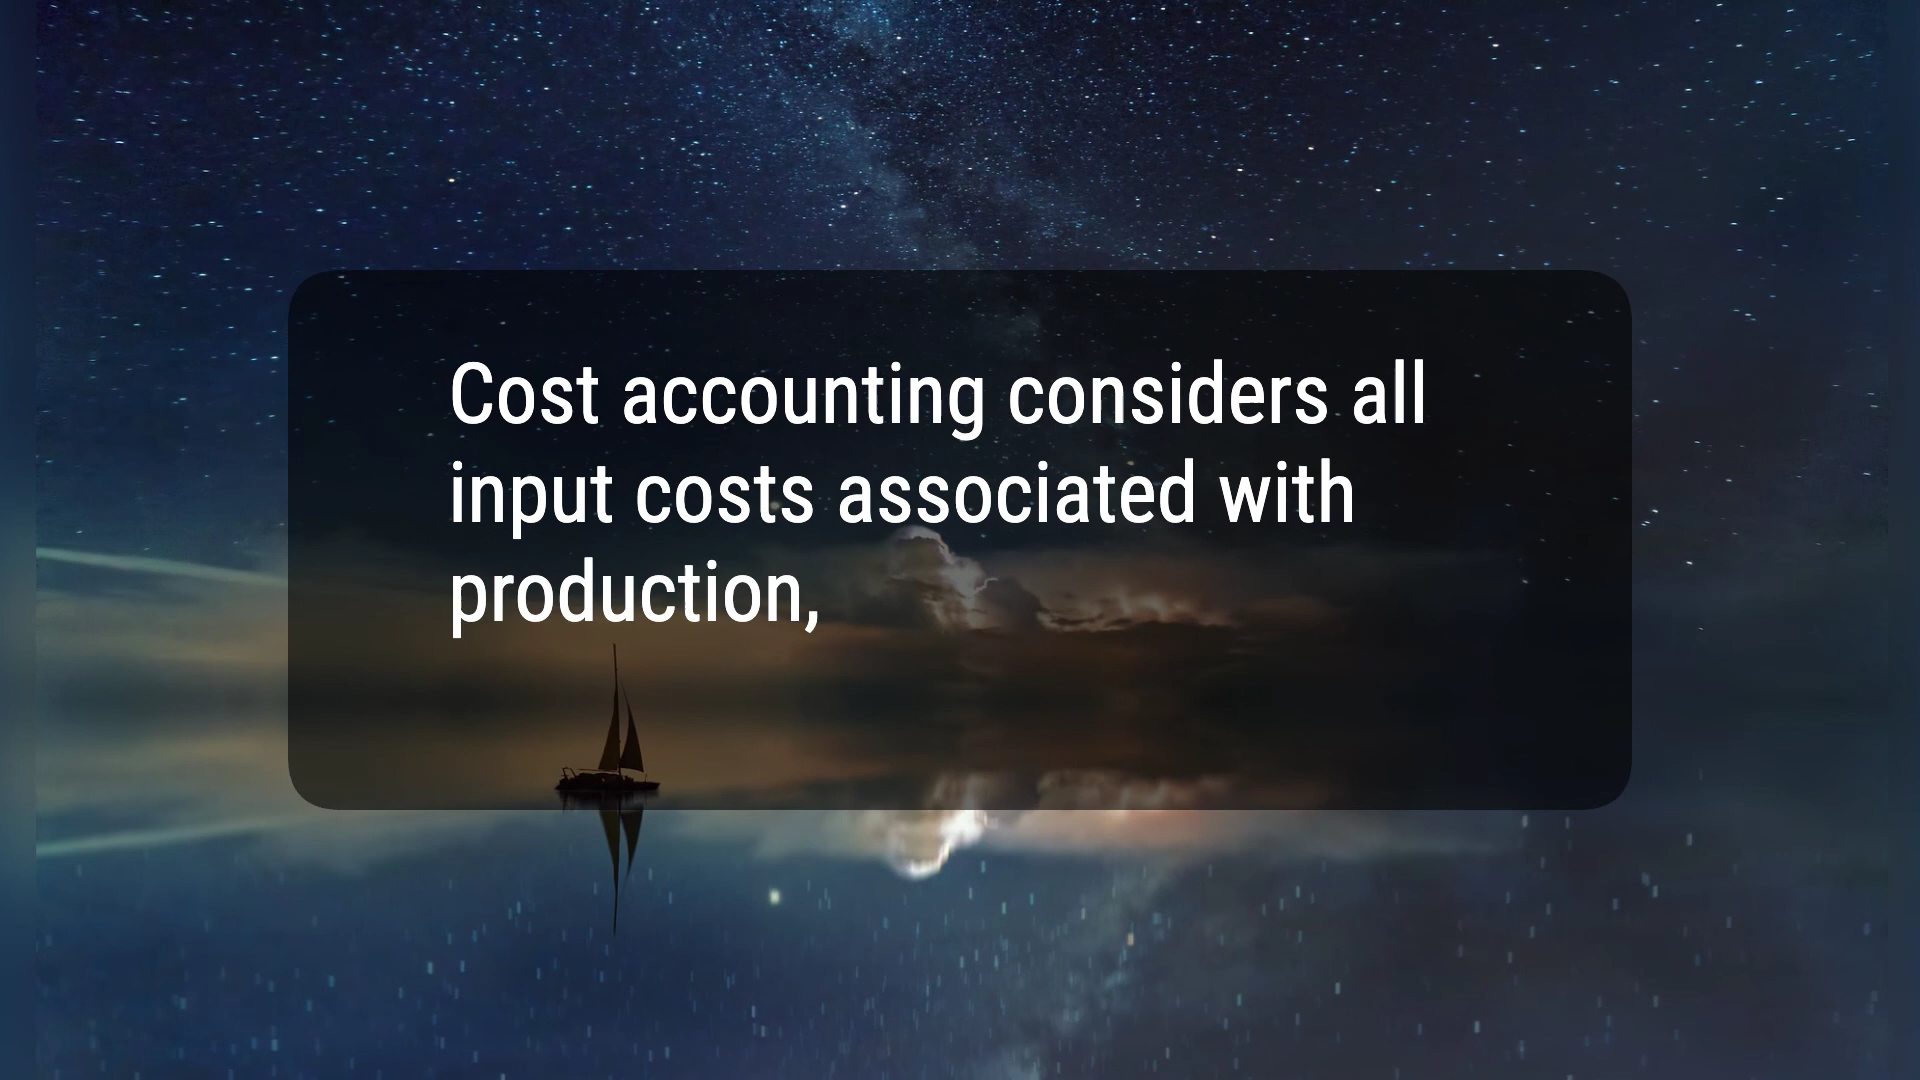 Cost accounting considers all
input costs associated with
production,